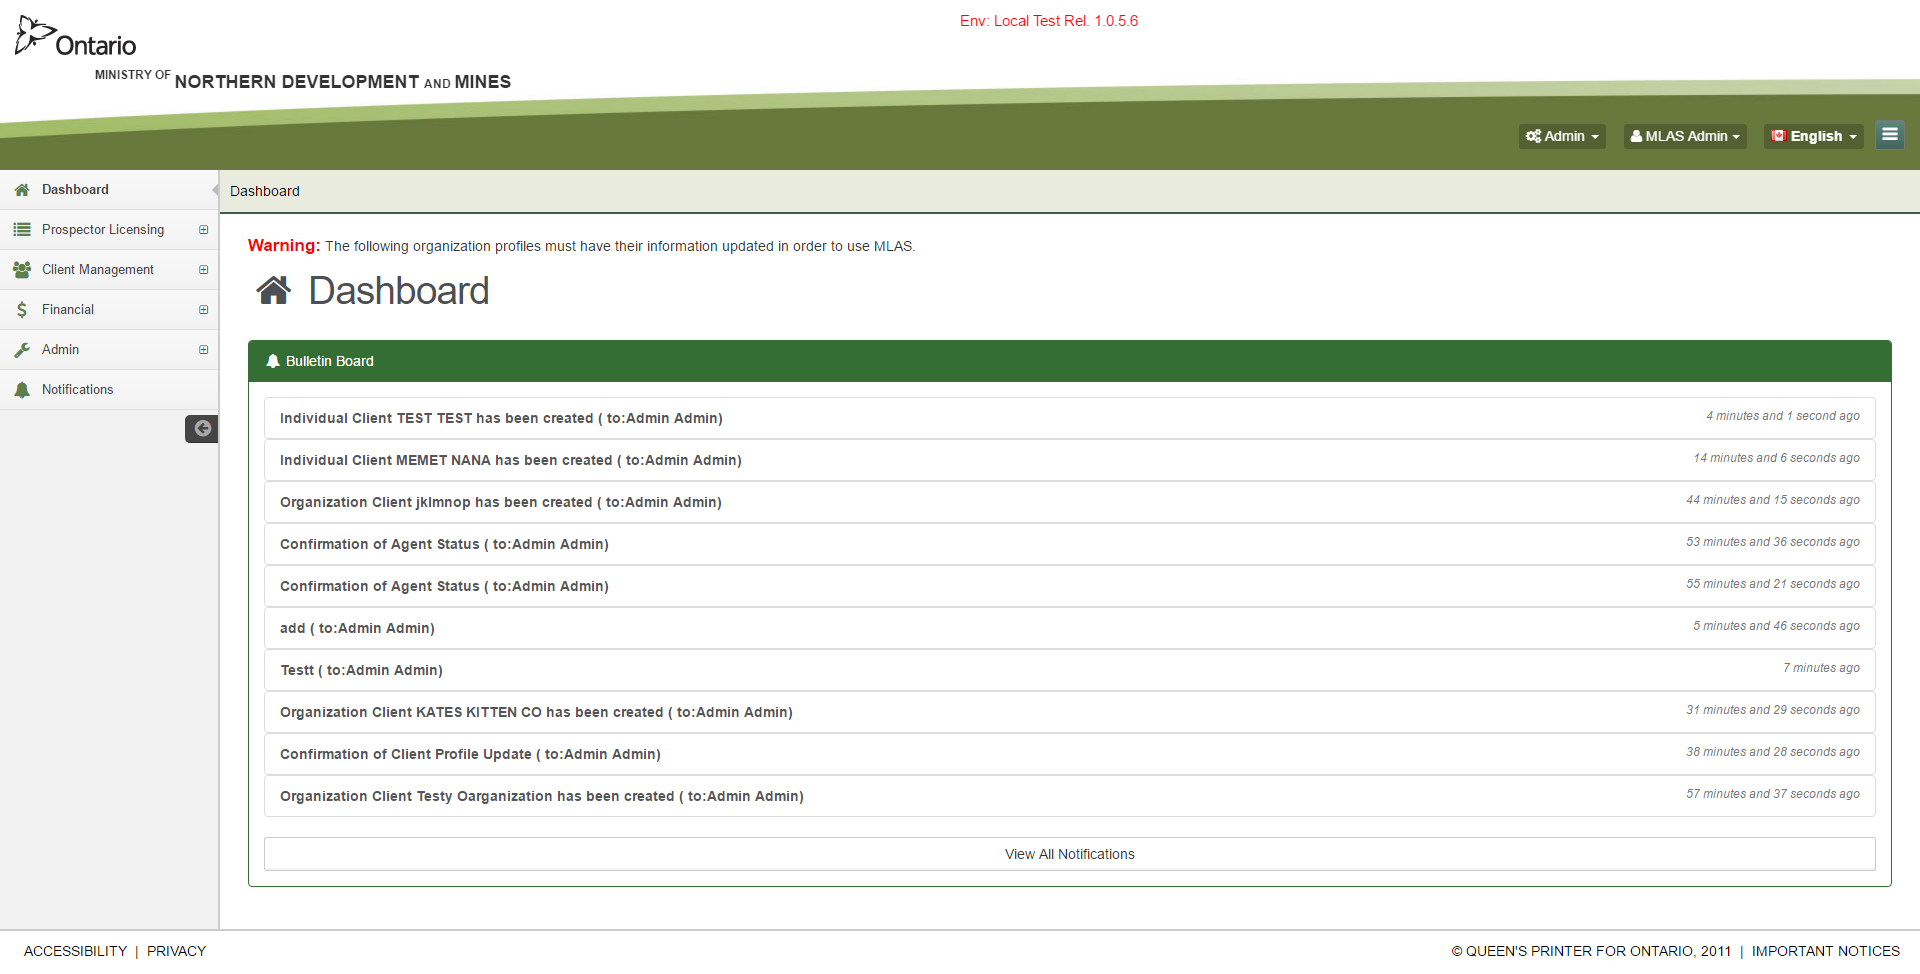 Ontario
Env: Local Test Rel. 1.0.5.6
MINISTRY OF NORTHERN DEVELOPMENT AND MINES
Admin
MLAS Admin
English
Dashboard
Prospector Licensing
Client Management
Financial
Admin
Notifications
Dashboard
Warning: The following organization profiles must have their information updated in order to use MLAS.
Dashboard
Bulletin Board
Individual Client TEST TEST has been created ( to:Admin Admin) 4 minutes and 1 second ago
Individual Client MEMET NANA has been created ( to:Admin Admin) 14 minutes and 6 seconds ago
Organization Client jklmnop has been created ( to:Admin Admin) 44 minutes and 15 seconds ago
Confirmation of Agent Status ( to:Admin Admin) 53 minutes and 36 seconds ago
Confirmation of Agent Status ( to:Admin Admin) 55 minutes and 21 seconds ago
add ( to:Admin Admin) 5 minutes and 46 seconds ago
Testt ( to:Admin Admin) 7 minutes ago
Organization Client KATES KITTEN CO has been created ( to:Admin Admin) 31 minutes and 29 seconds ago
Confirmation of Client Profile Update ( to:Admin Admin) 38 minutes and 28 seconds ago
Organization Client Testy Oarganization has been created ( to:Admin Admin) 57 minutes and 37 seconds ago
View All Notifications
ACCESSIBILITY | PRIVACY
© QUEEN'S PRINTER FOR ONTARIO, 2011 | IMPORTANT NOTICES